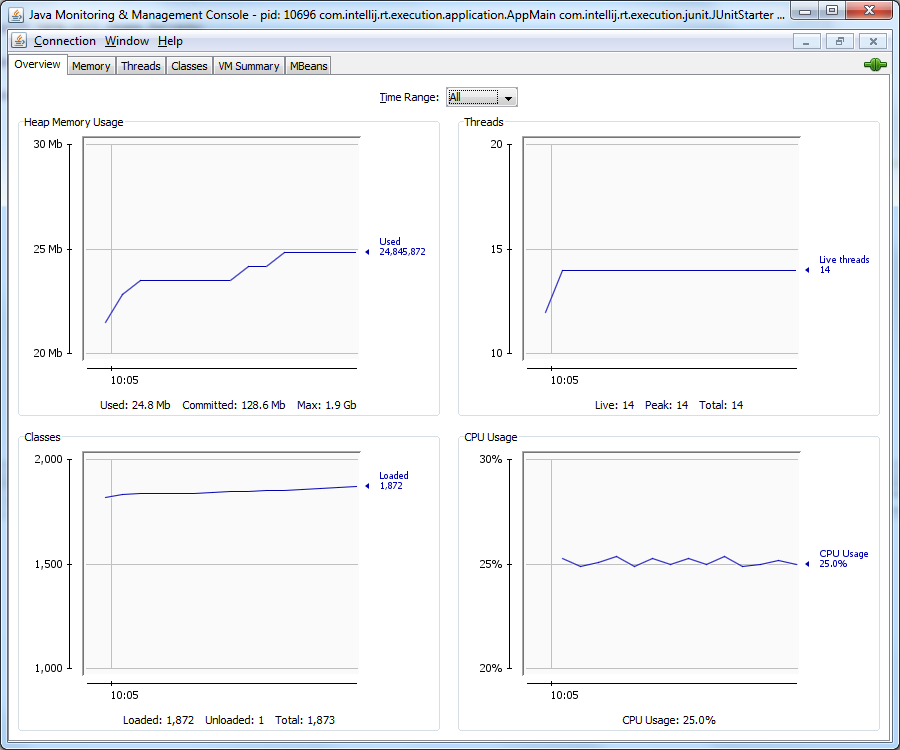 Java Monitoring & Management Console - pid: 10696 com.intellij.rt.execution.application.AppMain com.intellij.rt.execution.junit.JUnitStarter ...
Connection Window Help
Overview Memory Threads Classes VM Summary MBeans
Time Range: All
Heap Memory Usage
30 Mb
25 Mb
20 Mb
Used
24,845,872
10:05
Used: 24.8 Mb Committed: 128.6 Mb Max: 1.9 Gb
Threads
20
15
10
Live threads
14
10:05
Live: 14 Peak: 14 Total: 14
Classes
2,000
1,500
1,000
Loaded
1,872
10:05
Loaded: 1,872 Unloaded: 1 Total: 1,873
CPU Usage
30%
25%
20%
CPU Usage
25.0%
10:05
CPU Usage: 25.0%